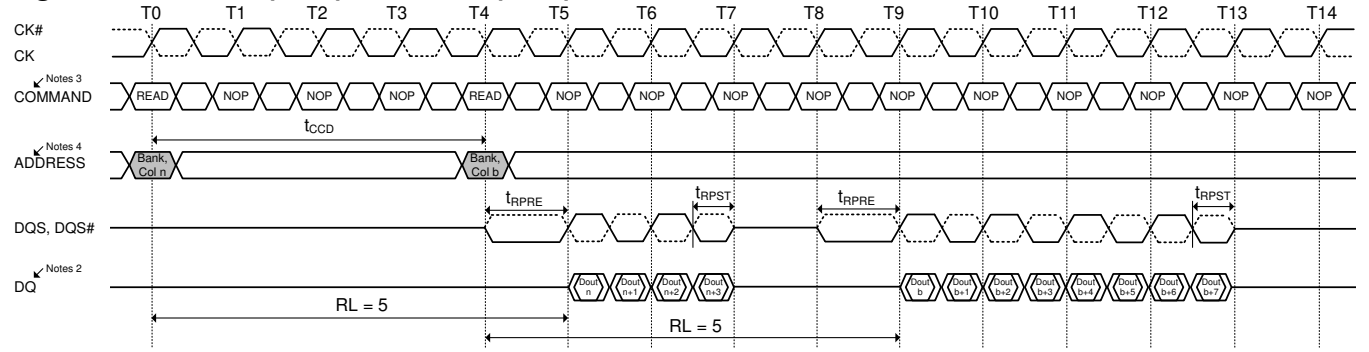 T0 T1 T2 T3 T4 T5 T6 T7 T8 T9 T10 T11 T12 T13 T14
CK#
CK
Notes 3
COMMAND READ NOP NOP NOP READ NOP NOP NOP NOP NOP NOP NOP NOP NOP NOP
tCCD
Notes 4
ADDRESS Bank, Col n Bank, Col b
tRPRE tRPST tRPRE tRPST
DQS, DQS#
Notes 2
DQ Dout n Dout n+1 Dout n+2 Dout n+3 Dout b Dout b+1 Dout b+2 Dout b+3 Dout b+4 Dout b+5 Dout b+6 Dout b+7
RL = 5
RL = 5